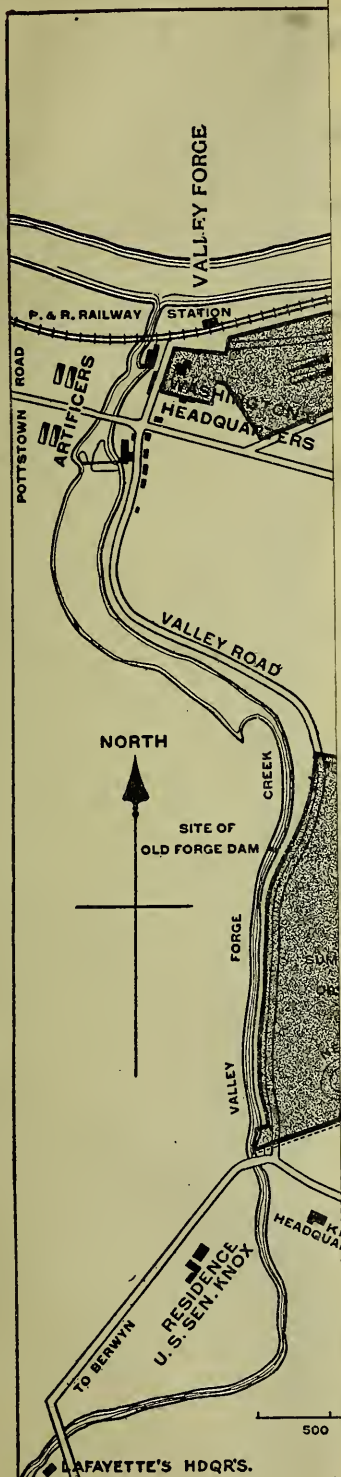 VALLEY FORGE
P. & R. RAILWAY STATION
POTTSTOWN ROAD
ARTIFICERS
WASHINGTON'S
HEADQUARTERS
VALLEY ROAD
NORTH
CREEK
SITE OF
OLD FORGE DAM
FORGE
SUM
VALLEY
HEADQUA
RESIDENCE
U. S. SEN. KNOX
TO BERWYN
500
LAFAYETTE'S HDQR'S.